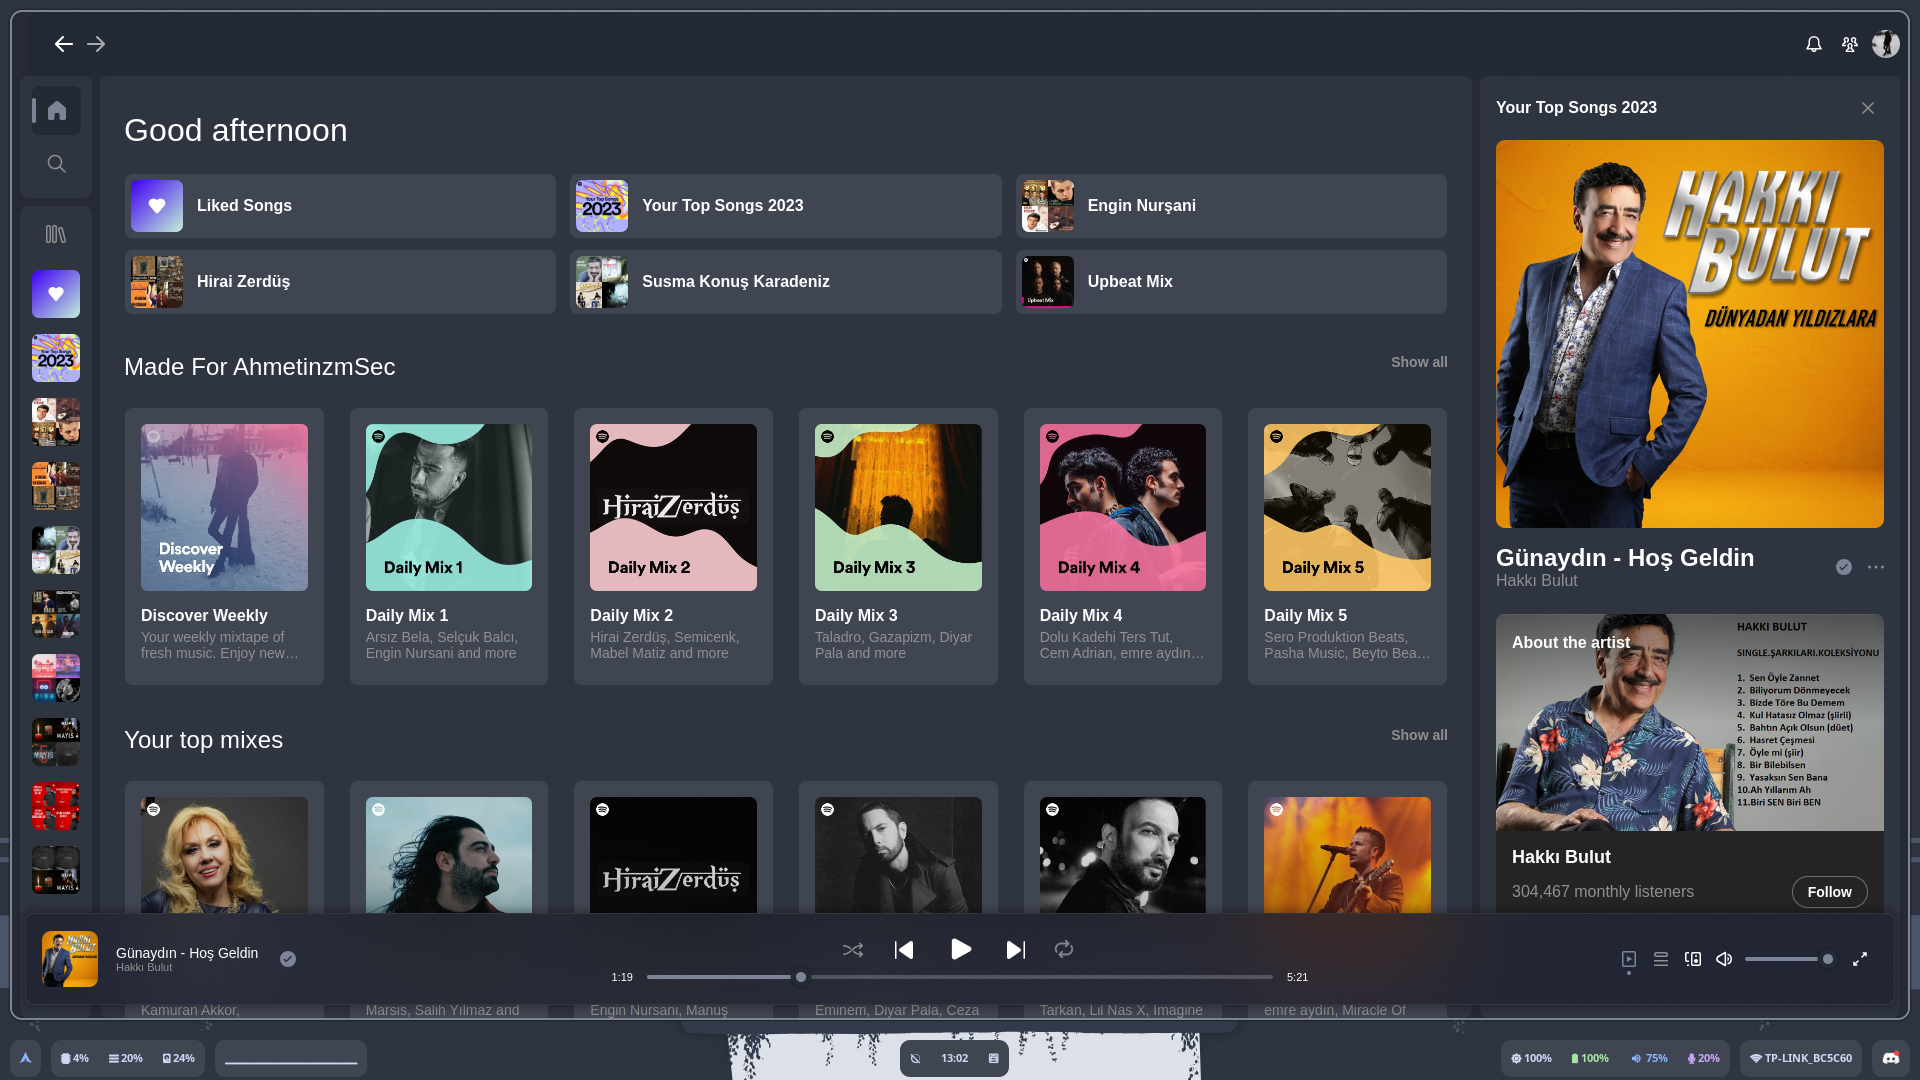 Your Top Songs 2023
Good afternoon
Liked Songs
Your Top Songs
2023
Your Top Songs 2023
Engin Nurşani
Hirai Zerdüş
Susma Konuş Karadeniz
Upbeat Mix
Upbeat Mix
Made For AhmetinzmSec
Show all
Discover
Weekly
Daily Mix 1
HiraiZerdüş
Daily Mix 2
Daily Mix 3
Daily Mix 4
Daily Mix 5
Discover Weekly
Your weekly mixtape of
fresh music. Enjoy new…
Daily Mix 1
Arsız Bela, Selçuk Balcı,
Engin Nursani and more
Daily Mix 2
Hirai Zerdüş, Semicenk,
Mabel Matiz and more
Daily Mix 3
Taladro, Gazapizm, Diyar
Pala and more
Daily Mix 4
Dolu Kadehi Ters Tut,
Cem Adrian, emre aydın…
Daily Mix 5
Sero Produktion Beats,
Pasha Music, Beyto Bea…
Your top mixes
Show all
HiraiZerdüş
Kamuran Akkor,
Marsis, Salih Yılmaz and
Engin Nursani, Manuş
Eminem, Diyar Pala, Ceza
Tarkan, Lil Nas X, Imagine
emre aydın, Miracle Of
HAKKI
BULUT
DÜNYADAN YILDIZLARA
Günaydın - Hoş Geldin
Hakkı Bulut
About the artist
HAKKI BULUT
SINGLE.ŞARKILARI.KOLEKSİYONU
1. Sen Öyle Zannet
2. Biliyorum Dönmeyecek
3. Bizde Töre Bu Demem
4. Kul Hatasız Olmaz (şiirli)
5. Bahtın Açık Olsun (düet)
6. Hasret Çeşmesi
7. Öyle mi (şiir)
8. Bir Bilebilsen
9. Yasaksın Sen Bana
10.Ah Yıllarım Ah
11.Biri SEN Biri BEN
Hakkı Bulut
304,467 monthly listeners
Follow
Günaydın - Hoş Geldin
Hakkı Bulut
1:19
5:21
4%
20%
24%
13:02
100%
100%
75%
20%
TP-LINK_BC5C60